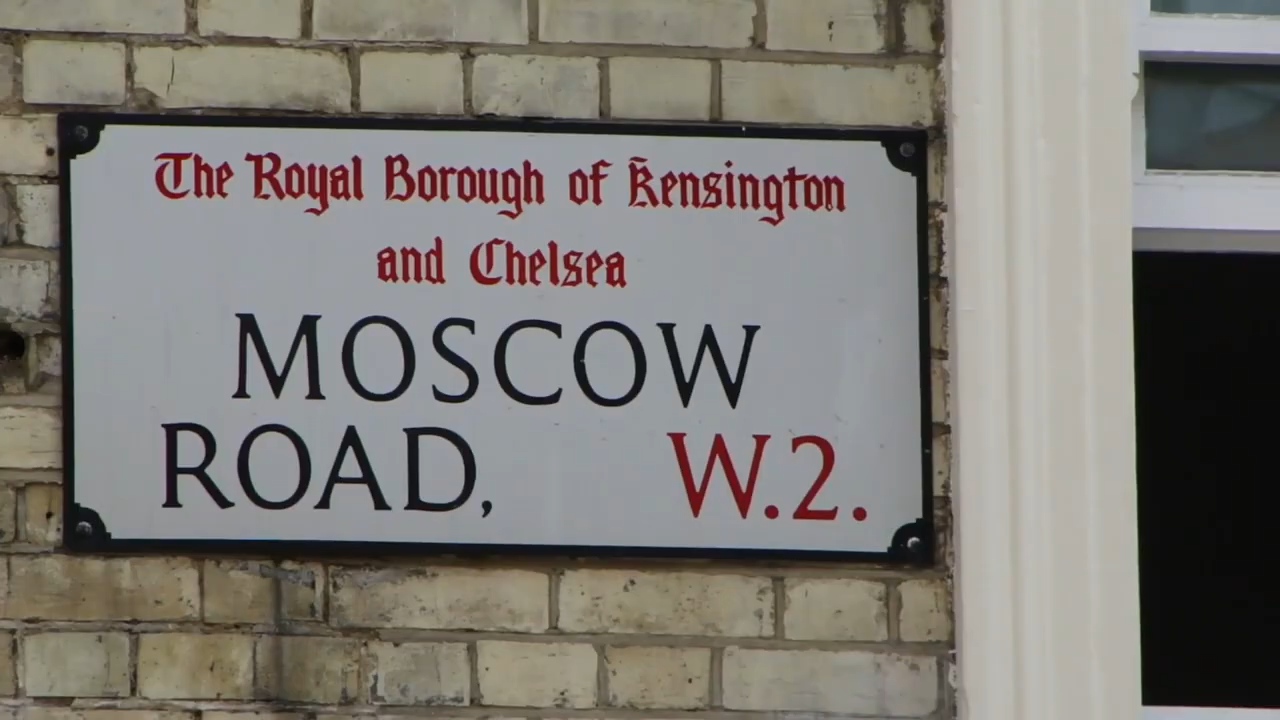 The Royal Borough of Kensington
and Chelsea
MOSCOW
ROAD, W.2.